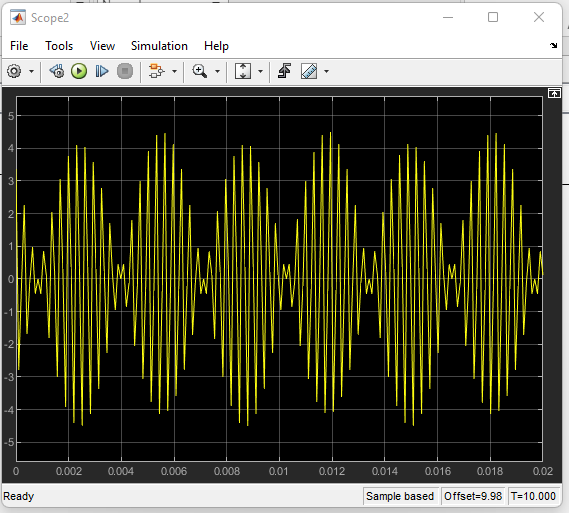 Scope2
File Tools View Simulation Help
5
4
3
2
1
0
-1
-2
-3
-4
-5
0 0.002 0.004 0.006 0.008 0.01 0.012 0.014 0.016 0.018 0.02
Ready Sample based Offset=9.98 T=10.000